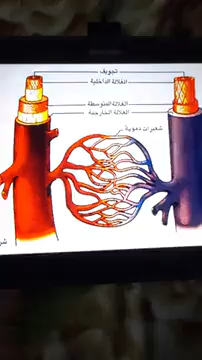 تجويف
الغلالة الداخلية
الغلالة المتوسطة
الغلالة الخارجية
شعيرات دموية